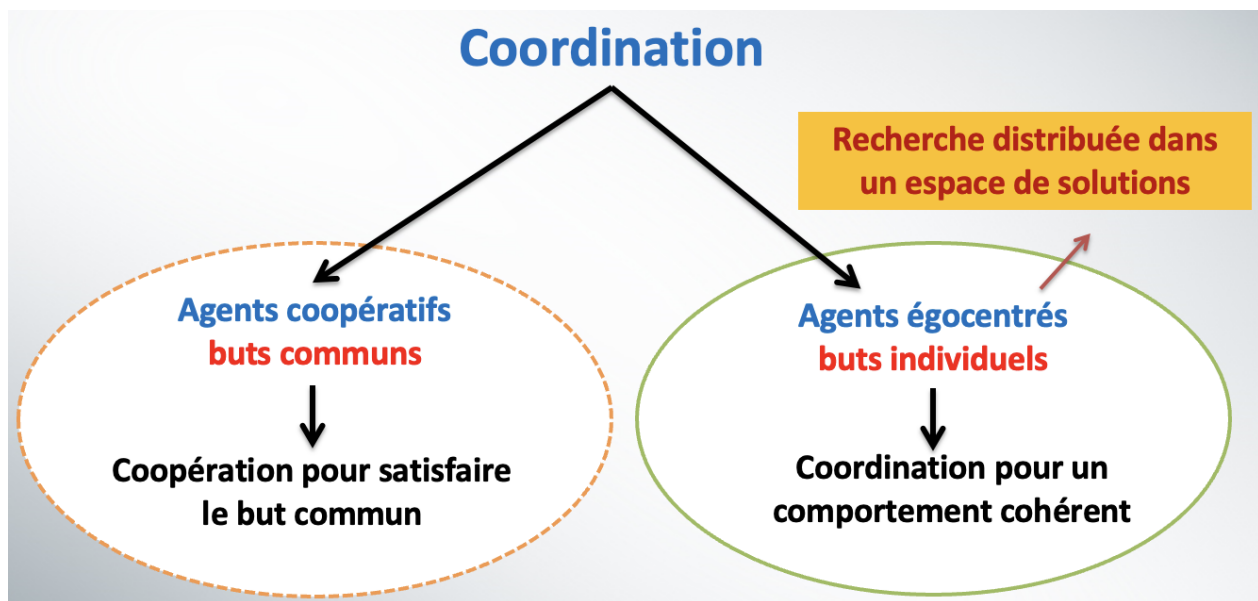 Coordination
Recherche distribuée dans
un espace de solutions
Agents coopératifs
buts communs
Coopération pour satisfaire
le but commun
Agents égocentrés
buts individuels
Coordination pour un
comportement cohérent